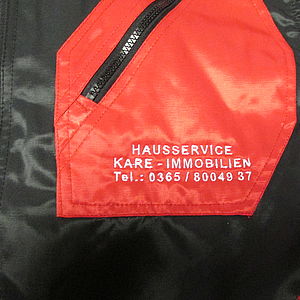 HAUSSERVICE
KARE - IMMOBILIEN
Tel.: 0365 / 80049 37